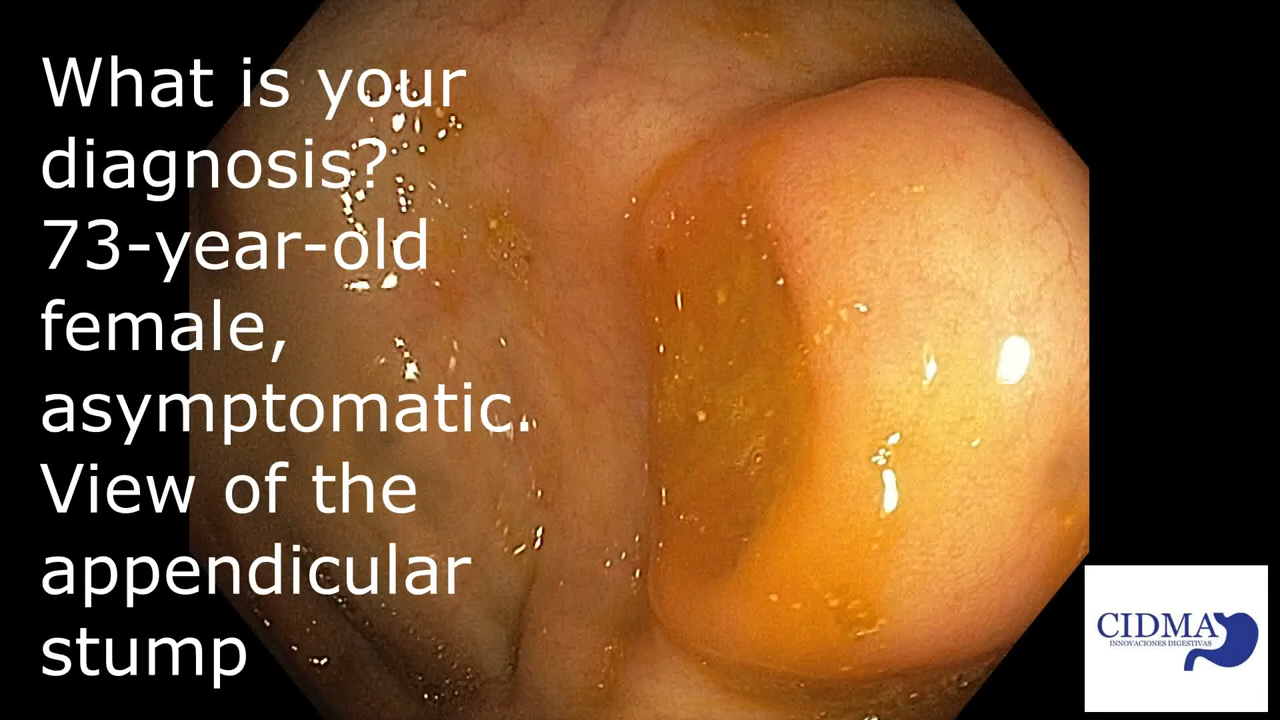 What is your
diagnosis?
73-year-old
female,
asymptomatic.
View of the
appendicular
stump
CIDMA
INNOVACIONES DIGESTIVAS